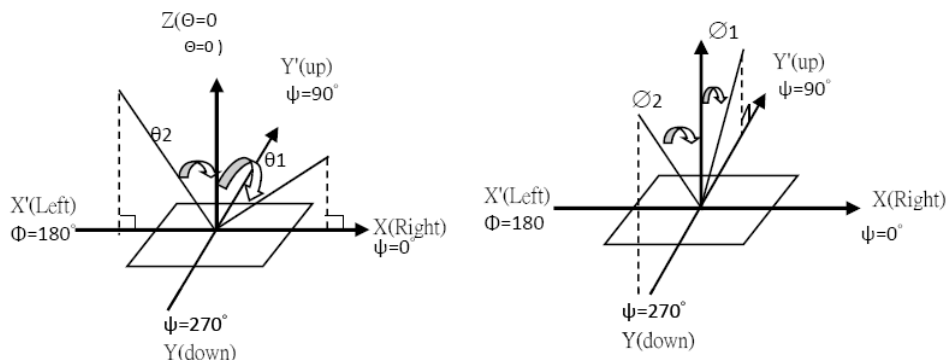 Z(Θ=0
Θ=0 )
Y'(up)
ψ=90°
θ2
θ1
X'(Left)
Φ=180°
X(Right)
ψ=0°
ψ=270°
Y(down)
∅1
Y'(up)
ψ=90°
∅2
X'(Left)
Φ=180
X(Right)
ψ=0°
ψ=270°
Y(down)